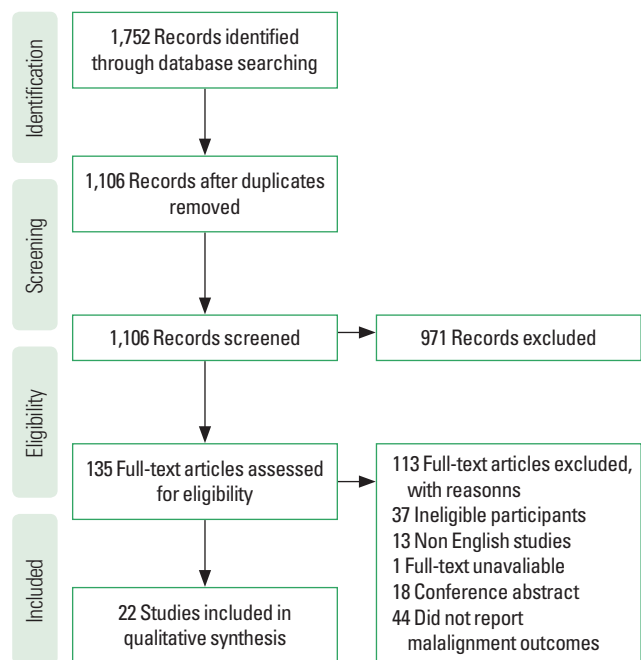 Identification
1,752 Records identified
through database searching
1,106 Records after duplicates
removed
Screening
1,106 Records screened
971 Records excluded
Eligibility
135 Full-text articles assessed
for eligibility
113 Full-text articles excluded,
with reasonns
37 Ineligible participants
13 Non English studies
1 Full-text unavaliable
18 Conference abstract
44 Did not report
malalignment outcomes
Included
22 Studies included in
qualitative synthesis